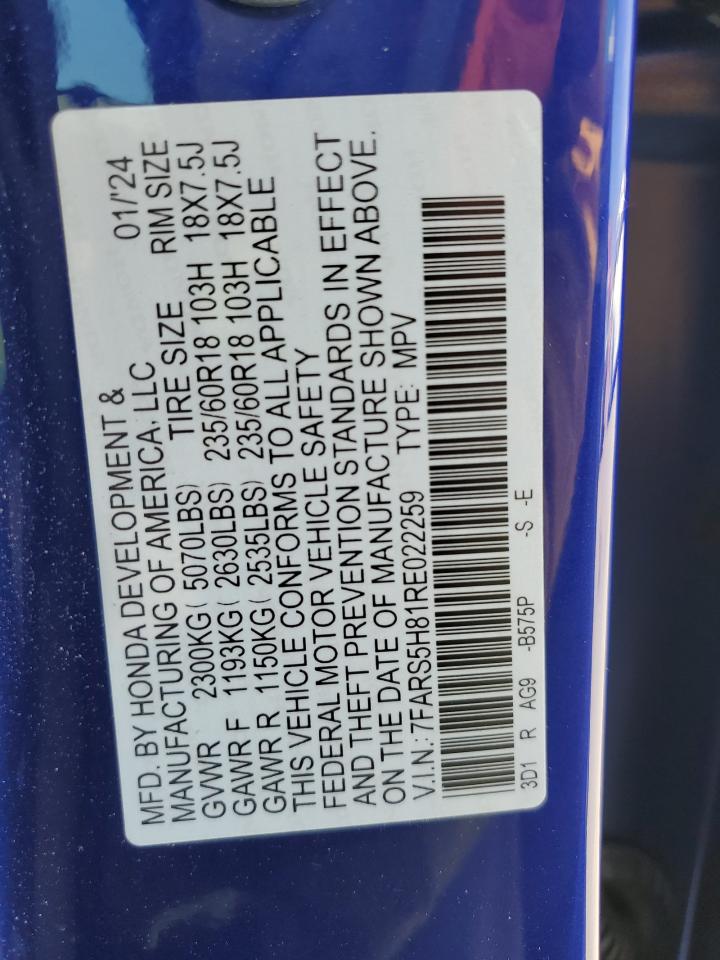 MFD. BY HONDA DEVELOPMENT &
MANUFACTURING OF AMERICA, LLC 01/'24
TIRE SIZE RIM SIZE
GVWR 2300KG( 5070LBS)
GAWR F 1193KG( 2630LBS) 235/60R18 103H 18X7.5J
GAWR R 1150KG( 2535LBS) 235/60R18 103H 18X7.5J
THIS VEHICLE CONFORMS TO ALL APPLICABLE
FEDERAL MOTOR VEHICLE SAFETY
AND THEFT PREVENTION STANDARDS IN EFFECT
ON THE DATE OF MANUFACTURE SHOWN ABOVE.
V.I.N.: 7FARS5H81RE022259 TYPE: MPV
3D1 R AG9 -B575P -S -E